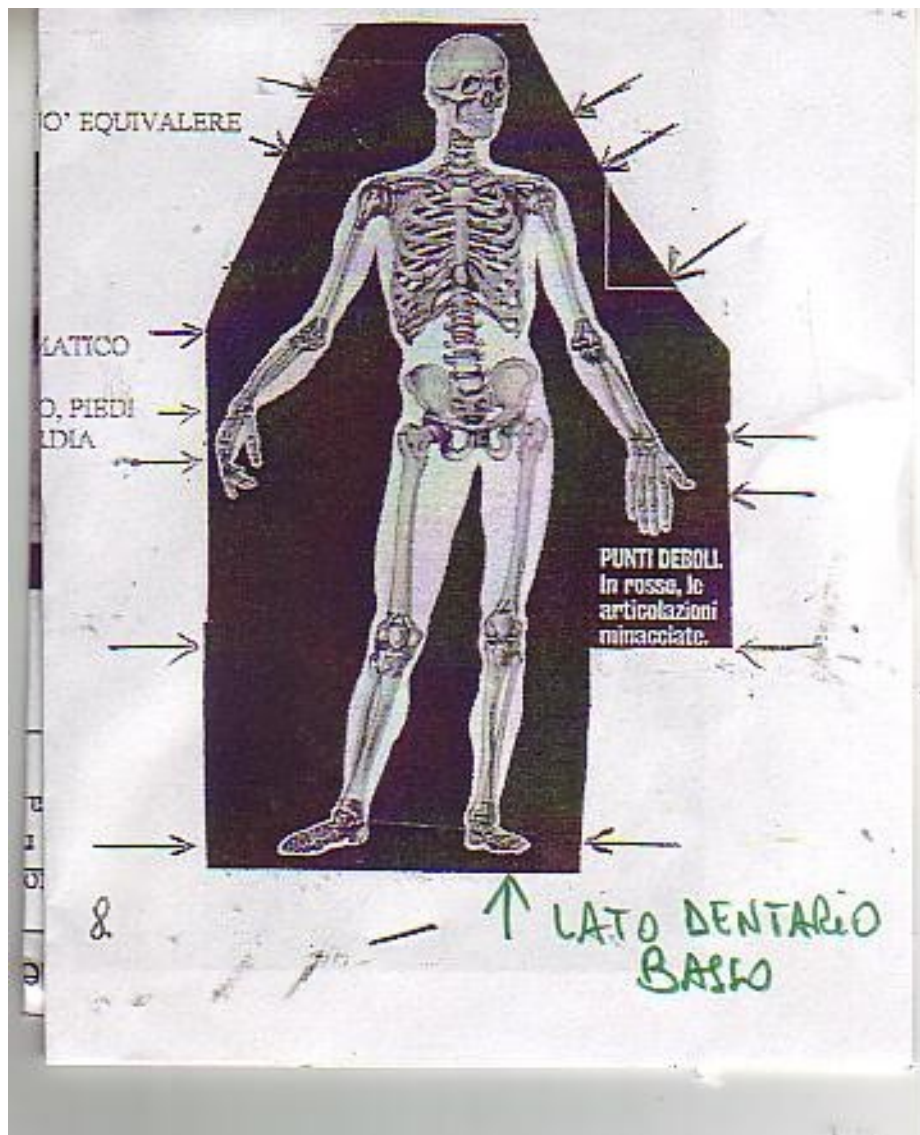 O' EQUIVALERE
MATICO
O, PIEDI
RDIA
PUNTI DEBOLI.
In rosso, le
articolazioni
minacciate.
8
LATO DENTARIO
BASSO